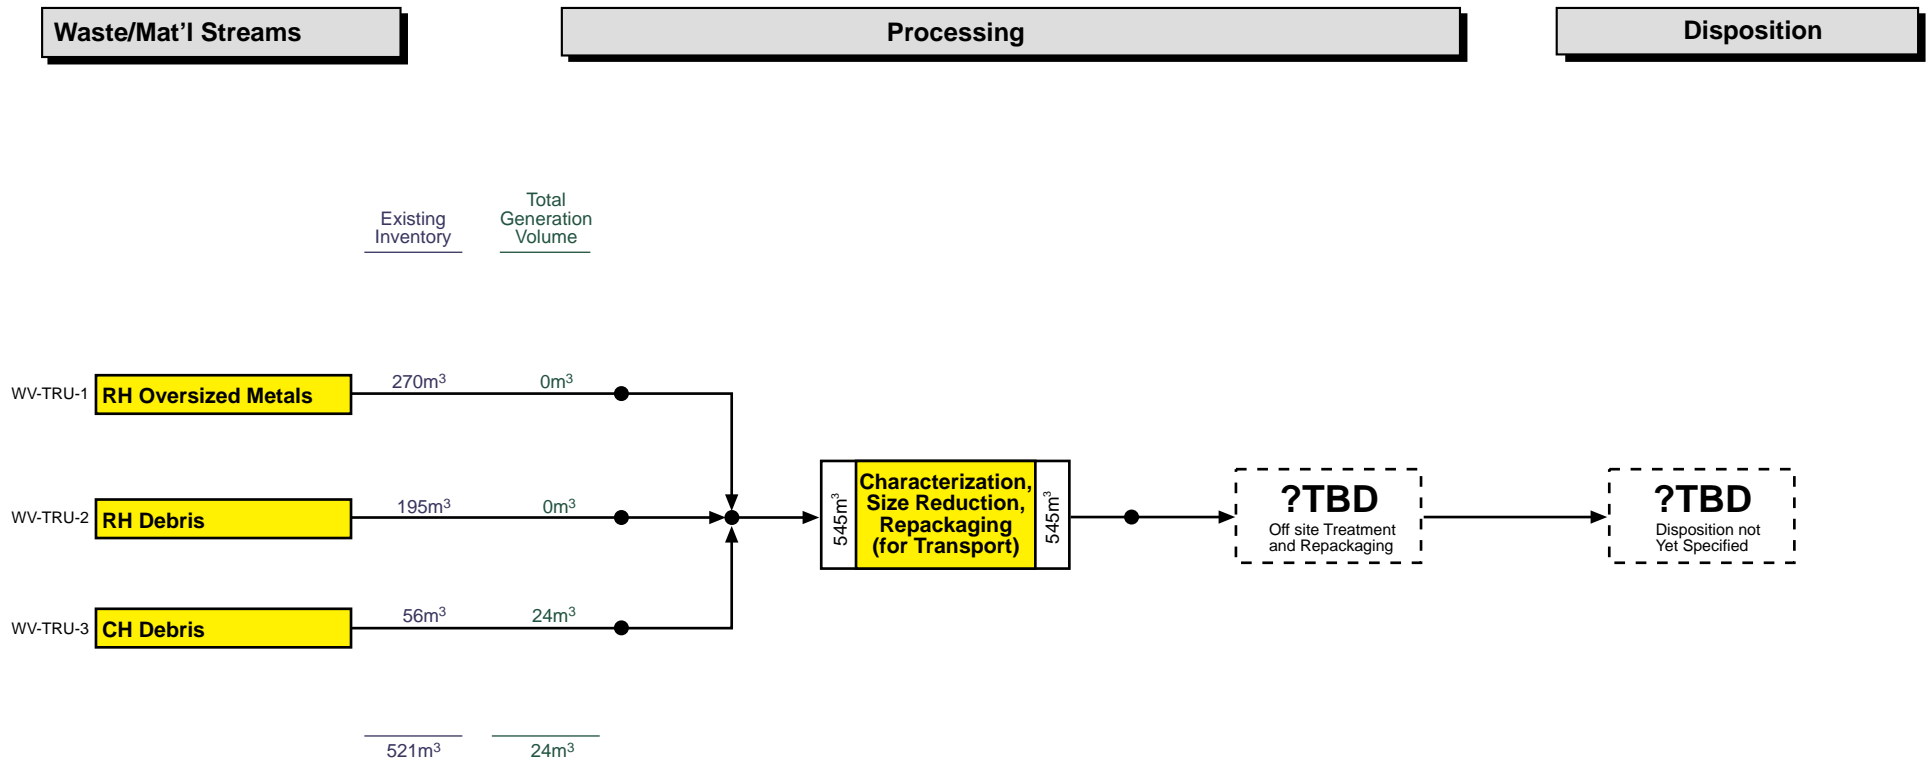 Waste/Mat'l Streams
Processing
Disposition
Existing
Inventory
Total
Generation
Volume
WV-TRU-1
RH Oversized Metals
270m³
0m³
WV-TRU-2
RH Debris
195m³
0m³
WV-TRU-3
CH Debris
56m³
24m³
545m³
Characterization,
Size Reduction,
Repackaging
(for Transport)
545m³
?TBD
Off site Treatment
and Repackaging
?TBD
Disposition not
Yet Specified
521m³
24m³